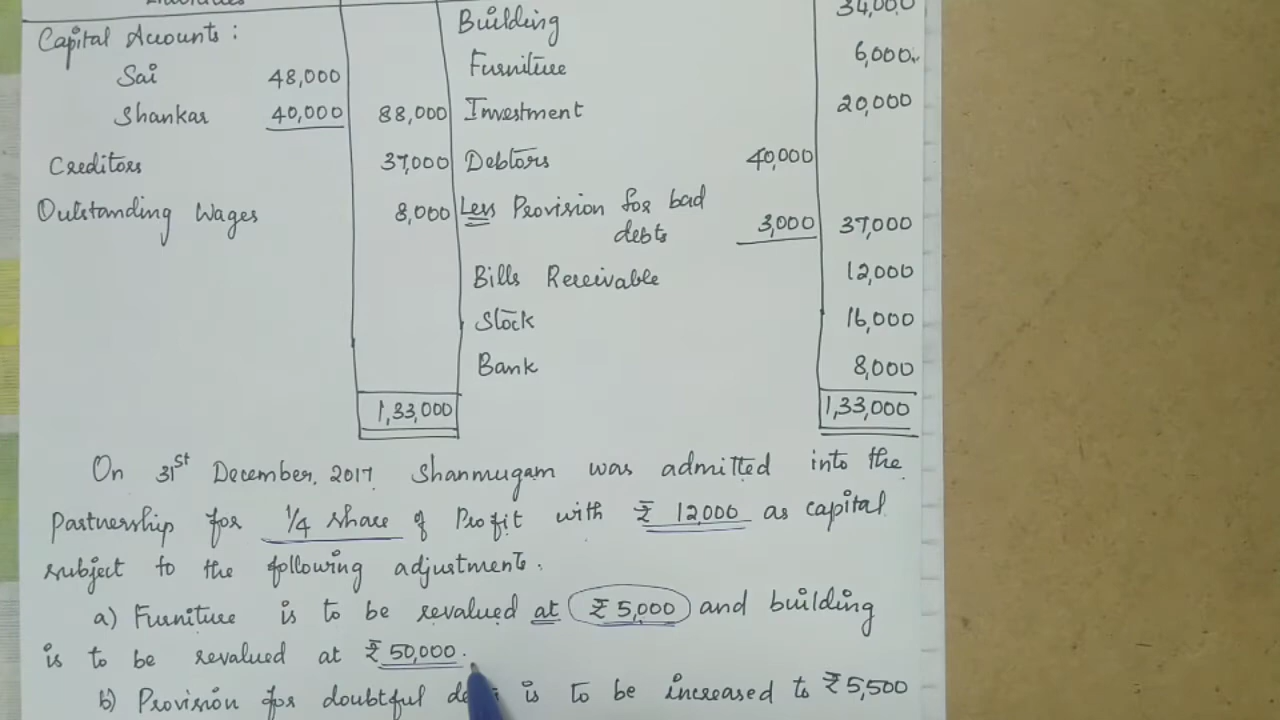 Building 34,000
Capital Accounts :
Sai 48,000 Furniture 6,000
Shankar 40,000 88,000 Investment 20,000
Creditors 37,000 Debtors 40,000
Outstanding Wages 8,000 Less Provision for bad
debts 3,000 37,000
Bills Receivable 12,000
Stock 16,000
Bank 8,000
1,33,000 1,33,000
On 31st December, 2017 Shanmugam was admitted into the
partnership for 1/4 share of profit with ₹ 12,000 as capital
subject to the following adjustments.
a) Furniture is to be revalued at ₹ 5,000 and building
is to be revalued at ₹ 50,000.
b) Provision for doubtful is to be increased to ₹ 5,500